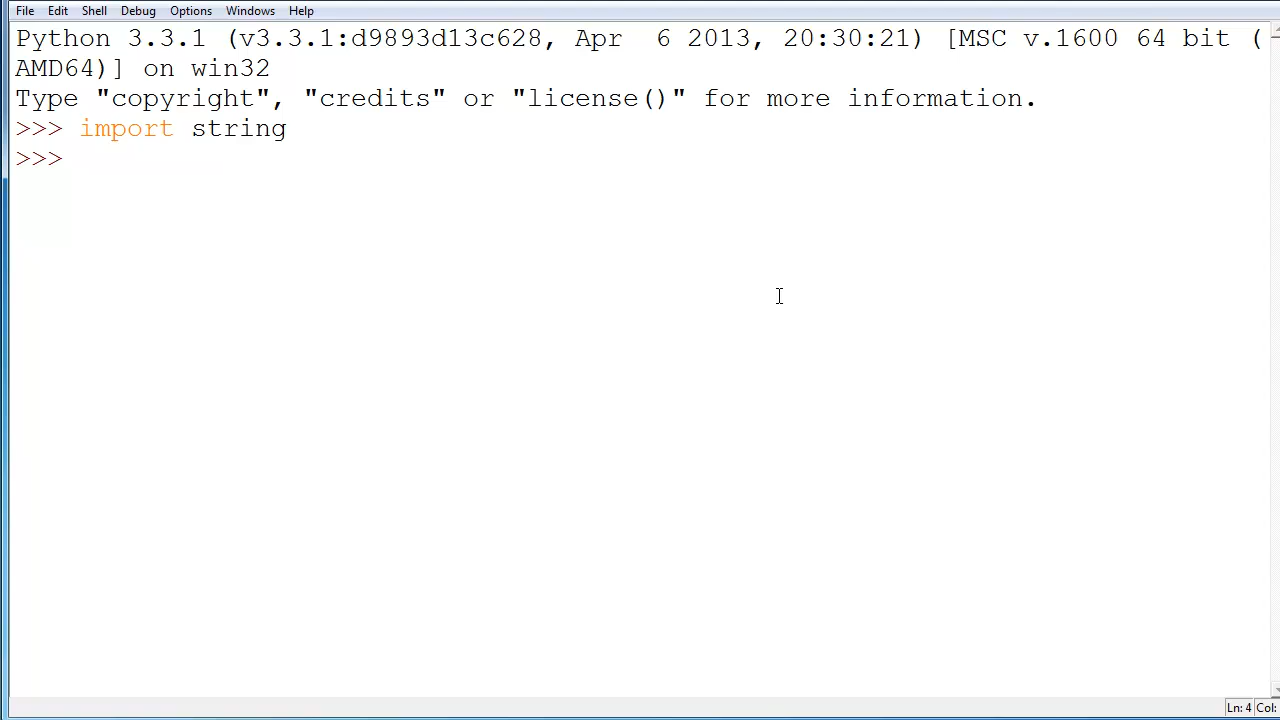 File Edit Shell Debug Options Windows Help
Python 3.3.1 (v3.3.1:d9893d13c628, Apr  6 2013, 20:30:21) [MSC v.1600 64 bit (
AMD64)] on win32
Type "copyright", "credits" or "license()" for more information.
>>> import string
>>>
Ln: 4 Col: